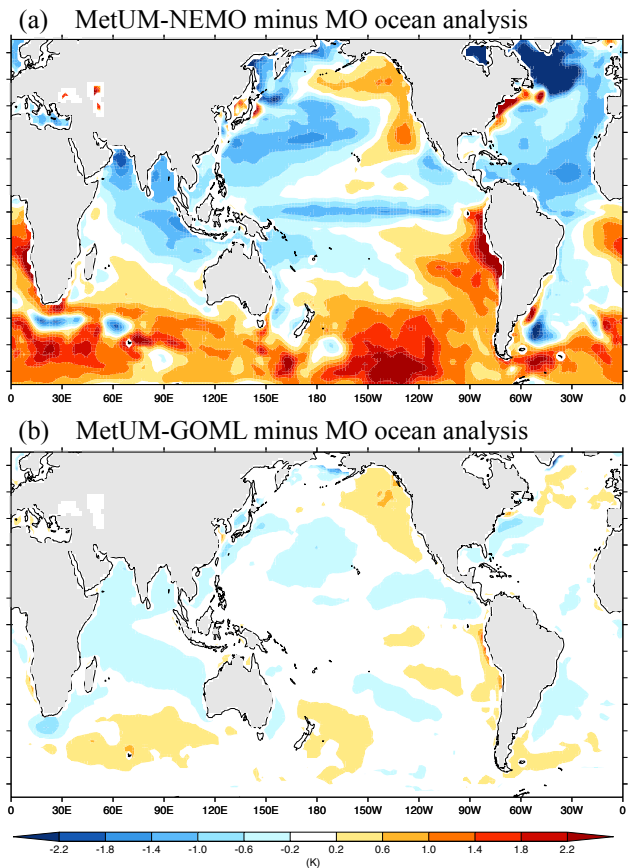 (a) MetUM-NEMO minus MO ocean analysis
0 30E 60E 90E 120E 150E 180 150W 120W 90W 60W 30W 0
(b) MetUM-GOML minus MO ocean analysis
0 30E 60E 90E 120E 150E 180 150W 120W 90W 60W 30W 0
-2.2 -1.8 -1.4 -1.0 -0.6 -0.2 0.2 0.6 1.0 1.4 1.8 2.2
(K)